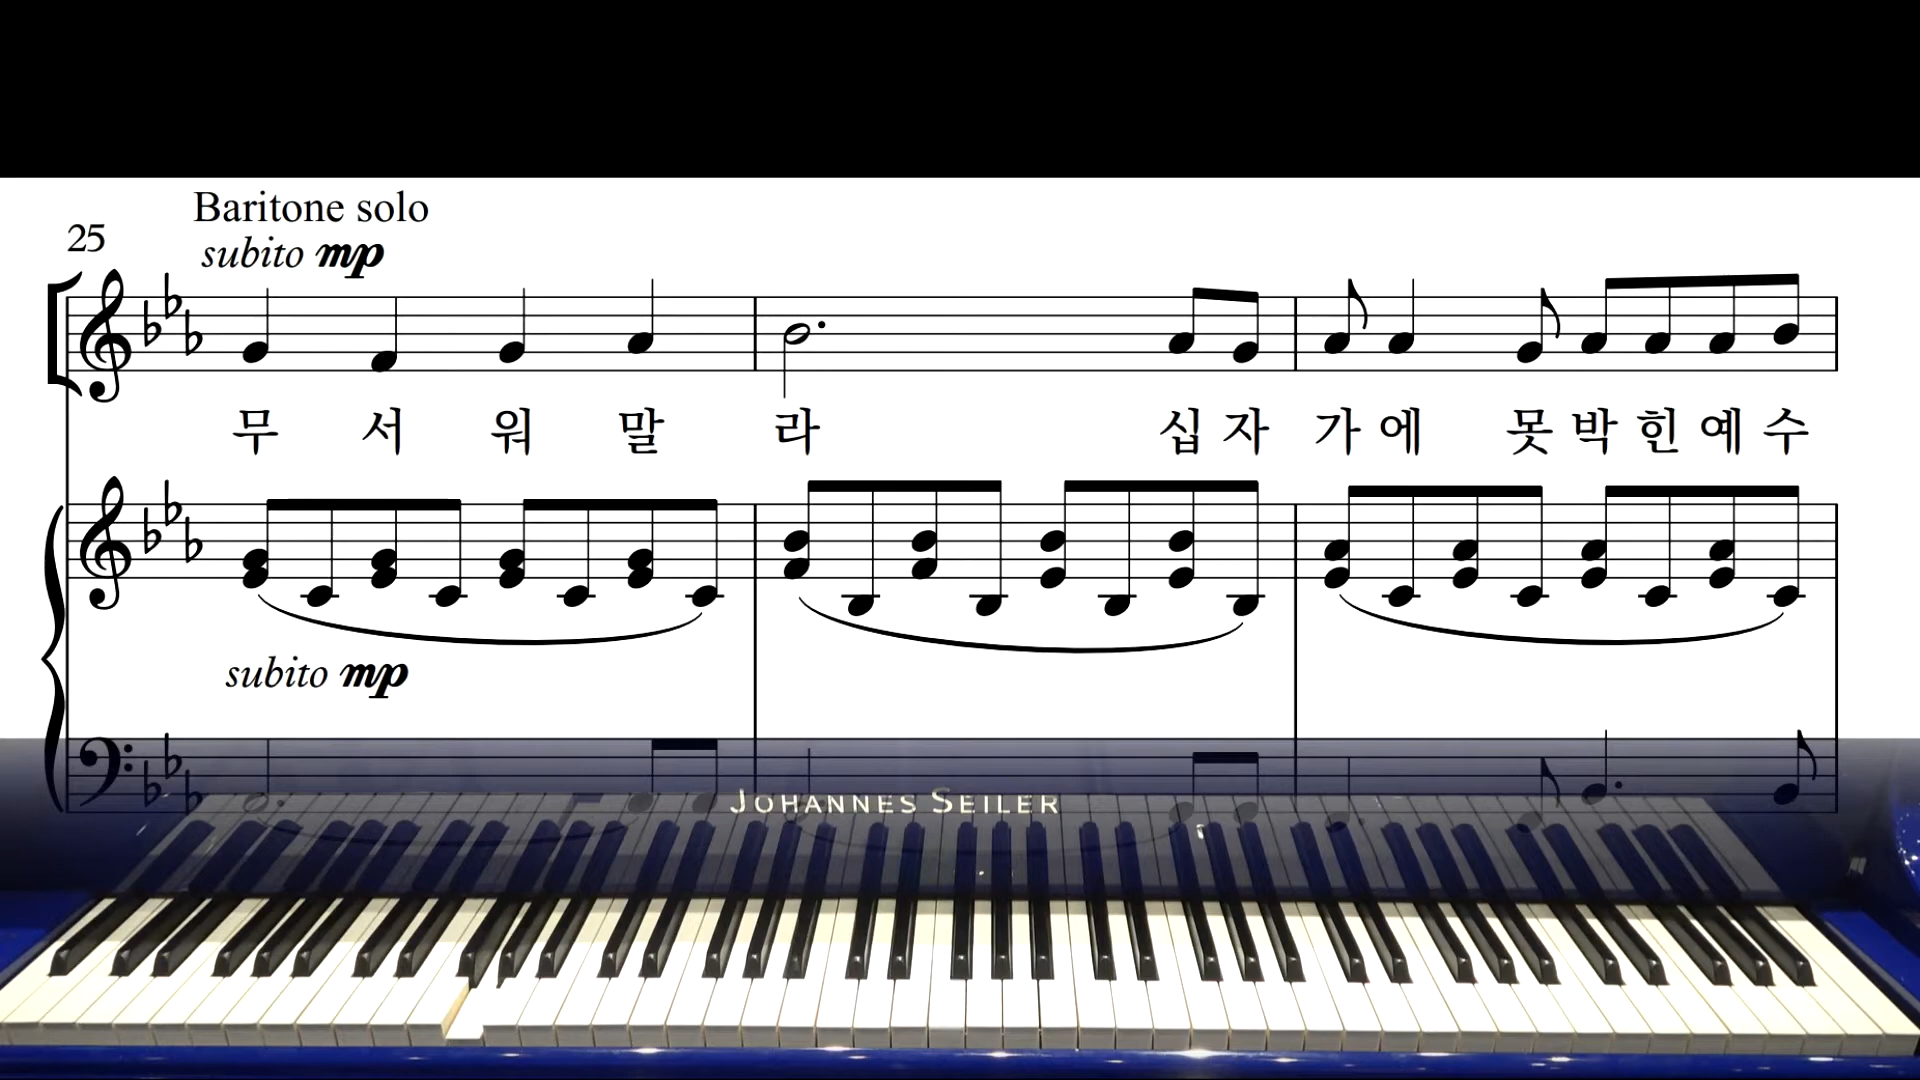 Baritone solo
25
subito mp
무 서 워 말 라 십 자 가 에 못 박 힌 예 수
subito mp
JOHANNES SEILER